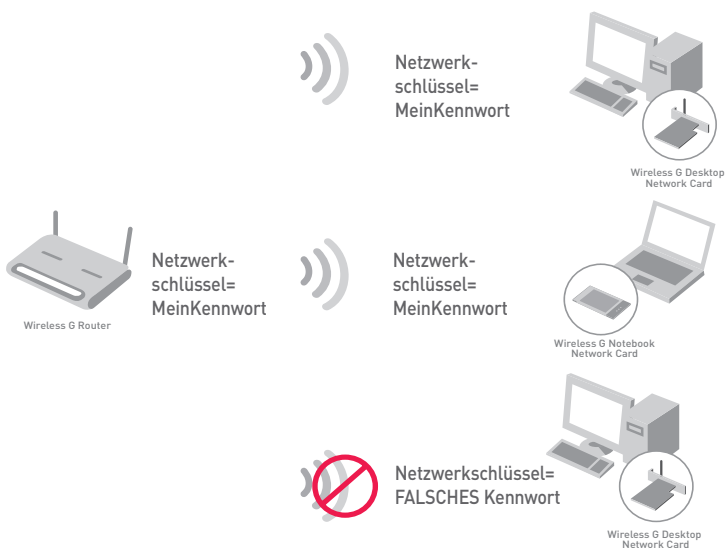 Netzwerk-
schlüssel=
MeinKennwort
Wireless G Desktop
Network Card
Wireless G Router
Netzwerk-
schlüssel=
MeinKennwort
Netzwerk-
schlüssel=
MeinKennwort
Wireless G Notebook
Network Card
Netzwerkschlüssel=
FALSCHES Kennwort
Wireless G Desktop
Network Card